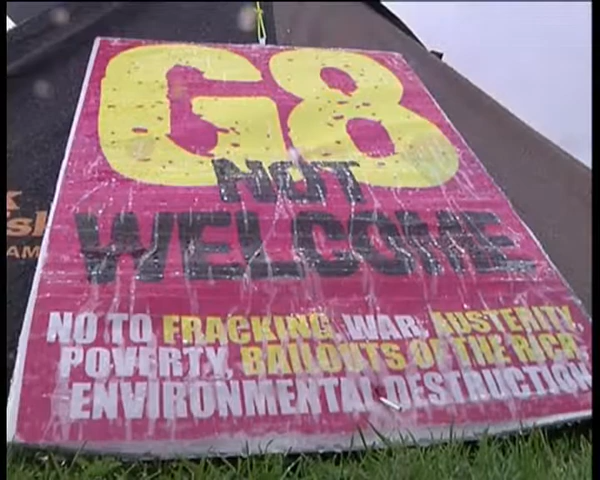 G8
NOT
WELCOME
NO TO FRACKING, WAR, AUSTERITY,
POVERTY, BAILOUTS OF THE RICH,
ENVIRONMENTAL DESTRUCTION